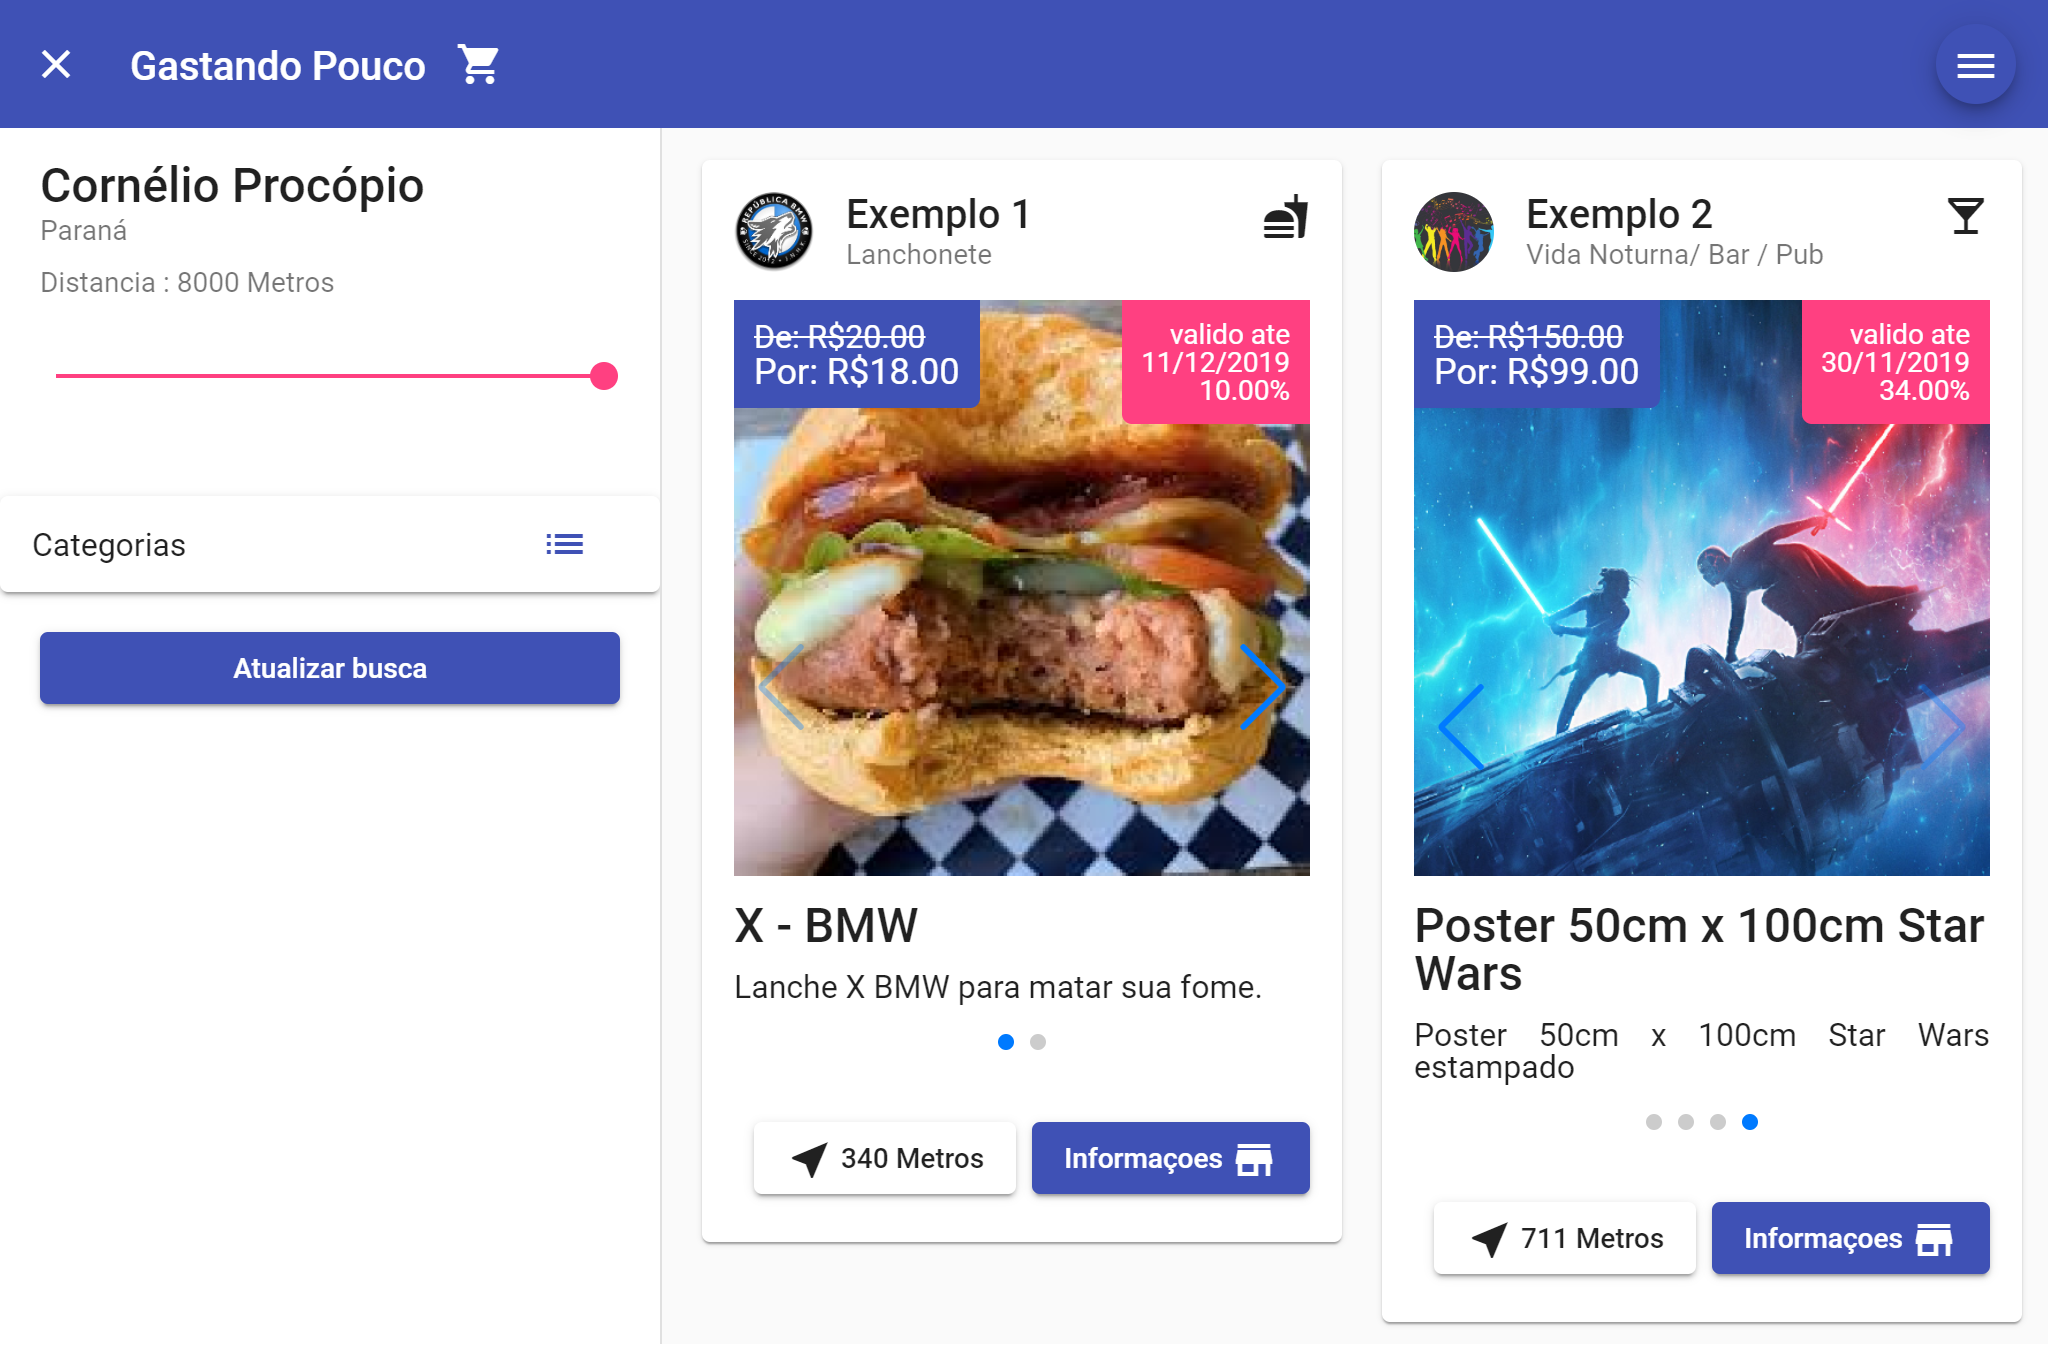 Gastando Pouco
Cornélio Procópio
Paraná
Distancia : 8000 Metros
Categorias
Atualizar busca
REPÚBLICA BMW
Exemplo 1
Lanchonete
De: R$20.00
Por: R$18.00
valido ate
11/12/2019
10.00%
X - BMW
Lanche X BMW para matar sua fome.
340 Metros
Informaçoes
Exemplo 2
Vida Noturna/ Bar / Pub
De: R$150.00
Por: R$99.00
valido ate
30/11/2019
34.00%
Poster 50cm x 100cm Star
Wars
Poster 50cm x 100cm Star Wars
estampado
711 Metros
Informaçoes